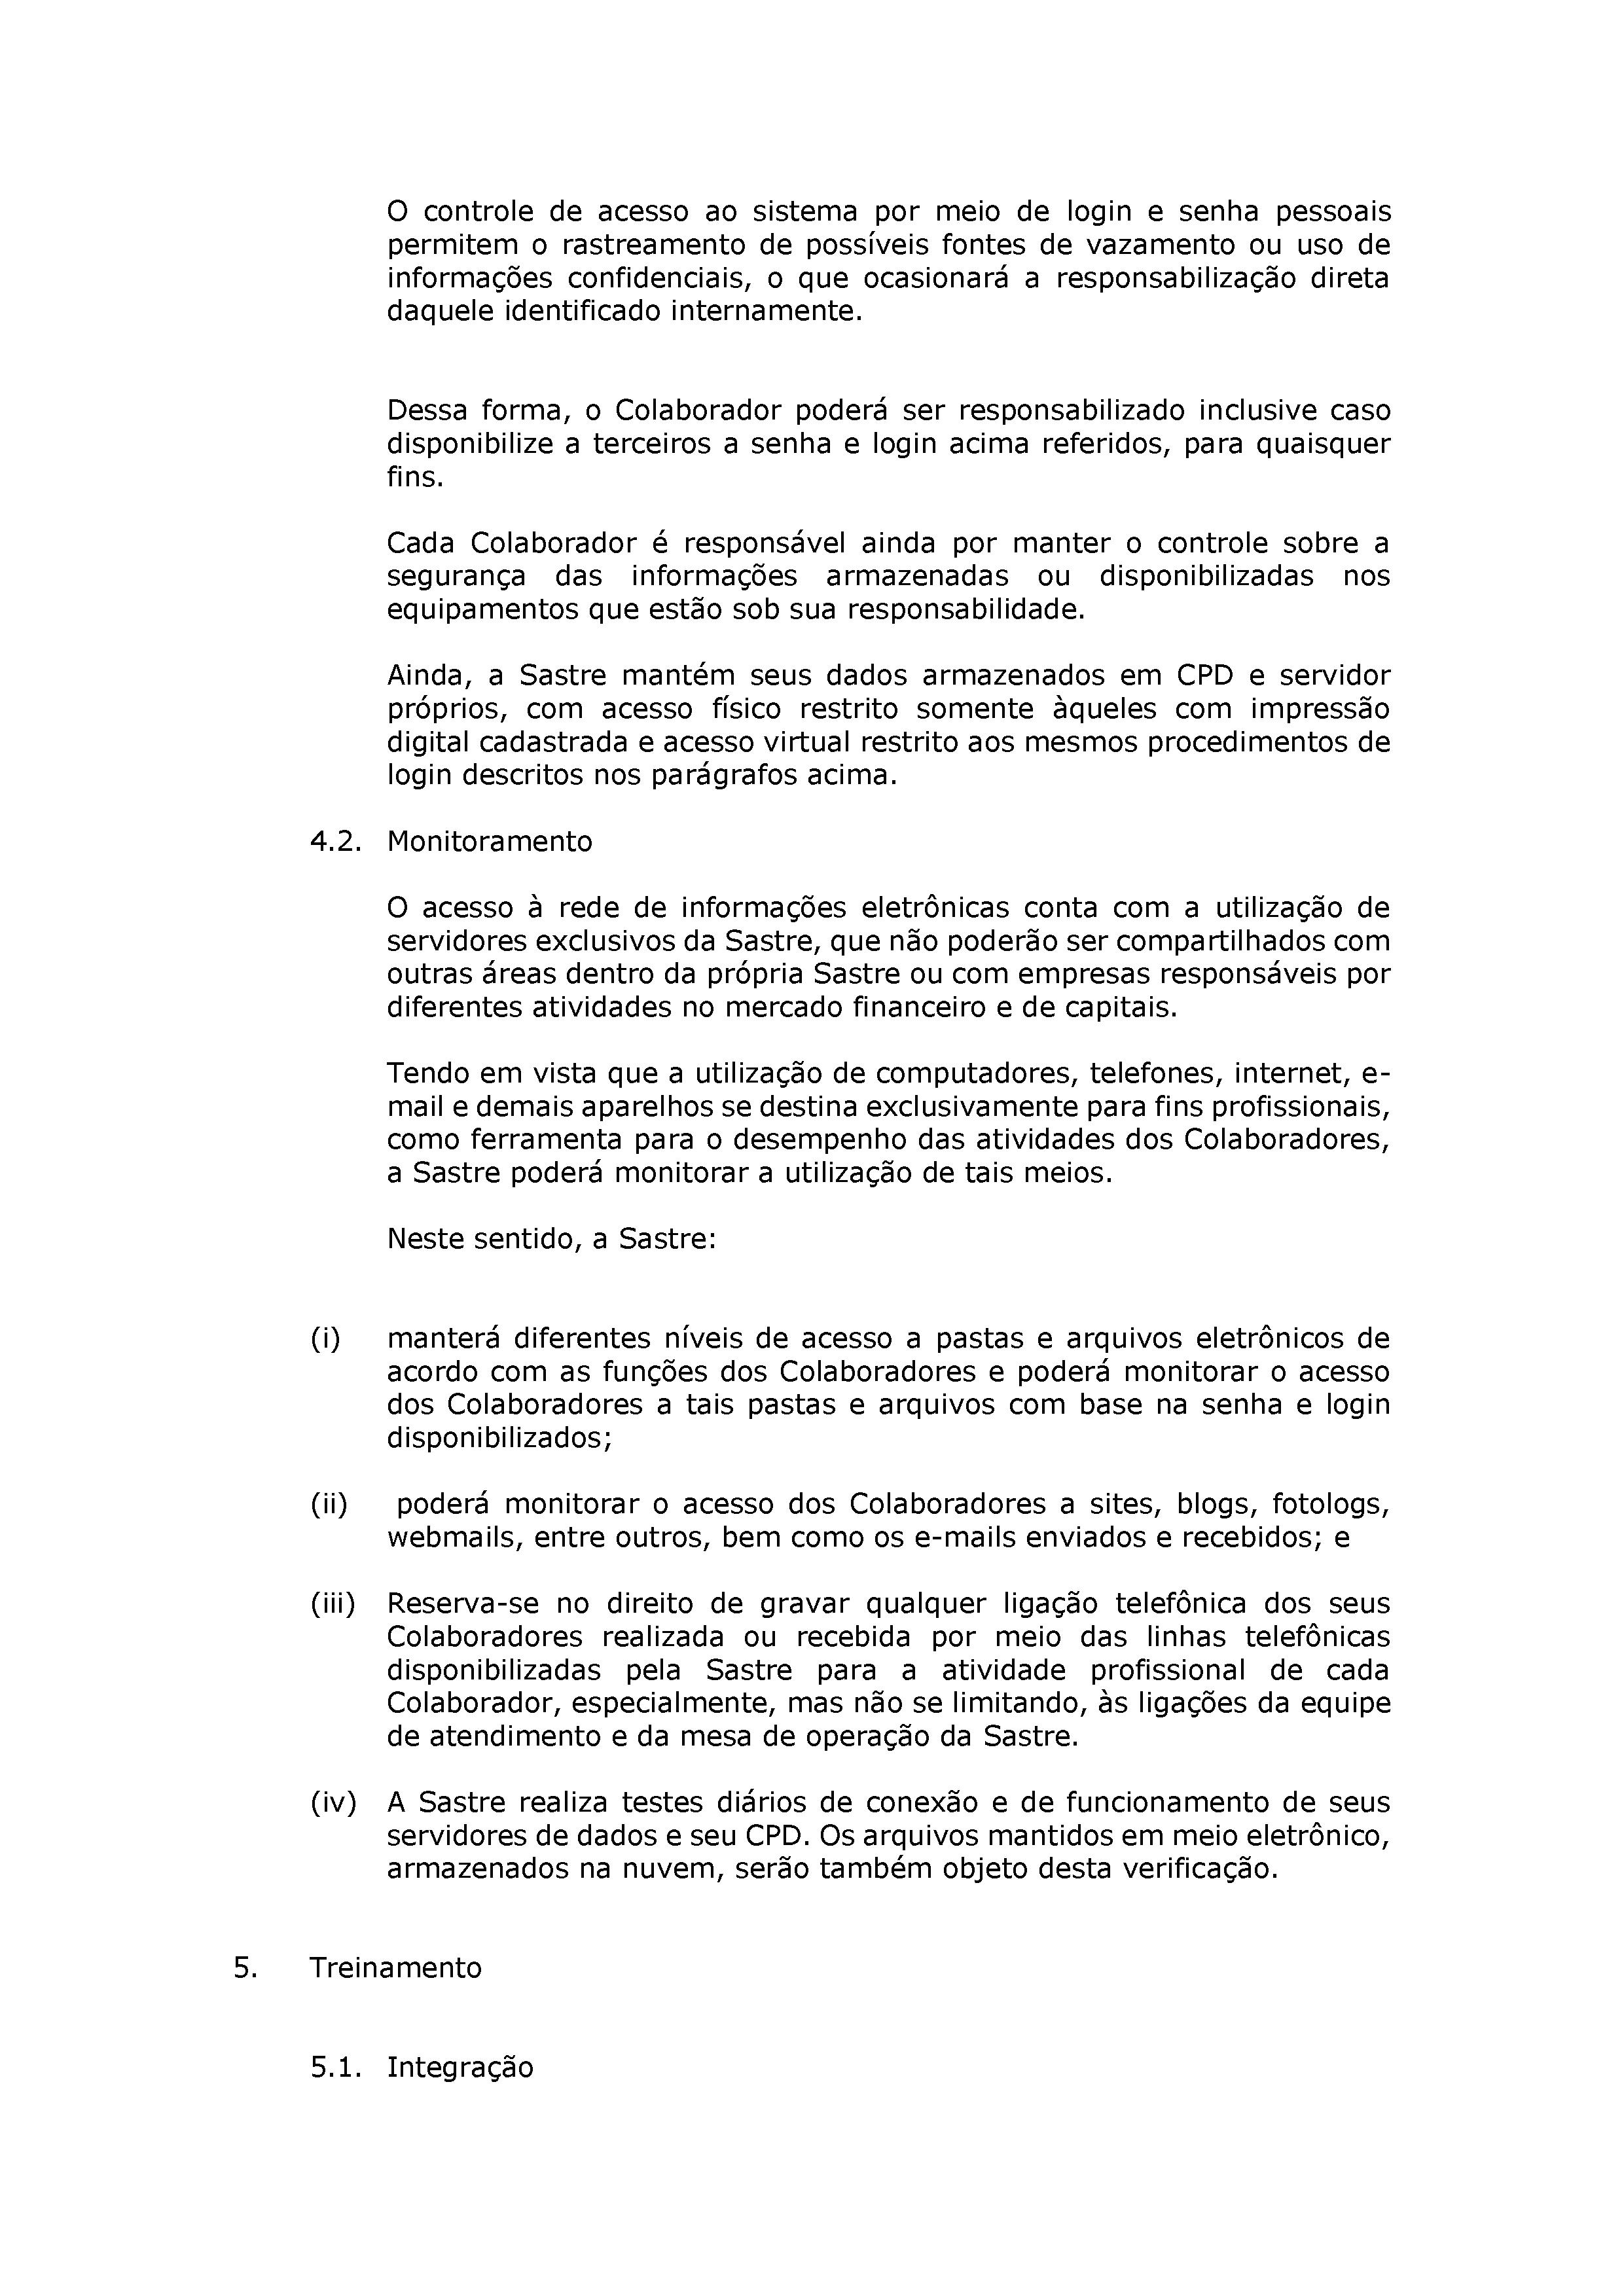 O controle de acesso ao sistema por meio de login e senha pessoais
permitem o rastreamento de possíveis fontes de vazamento ou uso de
informações confidenciais, o que ocasionará a responsabilização direta
daquele identificado internamente.
Dessa forma, o Colaborador poderá ser responsabilizado inclusive caso
disponibilize a terceiros a senha e login acima referidos, para quaisquer
fins.
Cada Colaborador é responsável ainda por manter o controle sobre a
segurança das informações armazenadas ou disponibilizadas nos
equipamentos que estão sob sua responsabilidade.
Ainda, a Sastre mantém seus dados armazenados em CPD e servidor
próprios, com acesso físico restrito somente àqueles com impressão
digital cadastrada e acesso virtual restrito aos mesmos procedimentos de
login descritos nos parágrafos acima.
4.2. Monitoramento
O acesso à rede de informações eletrônicas conta com a utilização de
servidores exclusivos da Sastre, que não poderão ser compartilhados com
outras áreas dentro da própria Sastre ou com empresas responsáveis por
diferentes atividades no mercado financeiro e de capitais.
Tendo em vista que a utilização de computadores, telefones, internet, e-
mail e demais aparelhos se destina exclusivamente para fins profissionais,
como ferramenta para o desempenho das atividades dos Colaboradores,
a Sastre poderá monitorar a utilização de tais meios.
Neste sentido, a Sastre:
(i) manterá diferentes níveis de acesso a pastas e arquivos eletrônicos de
acordo com as funções dos Colaboradores e poderá monitorar o acesso
dos Colaboradores a tais pastas e arquivos com base na senha e login
disponibilizados;
(ii) poderá monitorar o acesso dos Colaboradores a sites, blogs, fotologs,
webmails, entre outros, bem como os e-mails enviados e recebidos; e
(iii) Reserva-se no direito de gravar qualquer ligação telefônica dos seus
Colaboradores realizada ou recebida por meio das linhas telefônicas
disponibilizadas pela Sastre para a atividade profissional de cada
Colaborador, especialmente, mas não se limitando, às ligações da equipe
de atendimento e da mesa de operação da Sastre.
(iv) A Sastre realiza testes diários de conexão e de funcionamento de seus
servidores de dados e seu CPD. Os arquivos mantidos em meio eletrônico,
armazenados na nuvem, serão também objeto desta verificação.
5. Treinamento
5.1. Integração